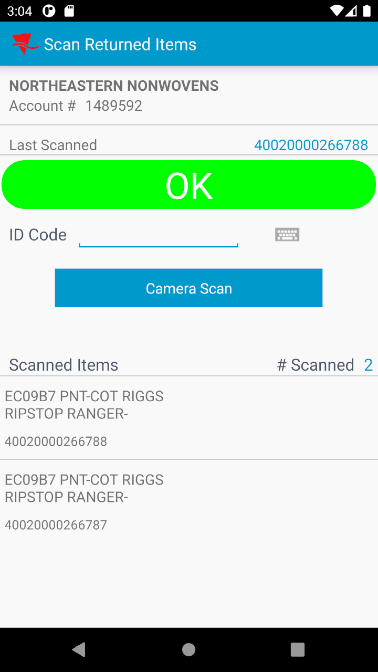 3:04
Scan Returned Items
NORTHEASTERN NONWOVENS
Account # 1489592
Last Scanned 40020000266788
OK
ID Code
Camera Scan
Scanned Items # Scanned 2
EC09B7 PNT-COT RIGGS
RIPSTOP RANGER-
40020000266788
EC09B7 PNT-COT RIGGS
RIPSTOP RANGER-
40020000266787